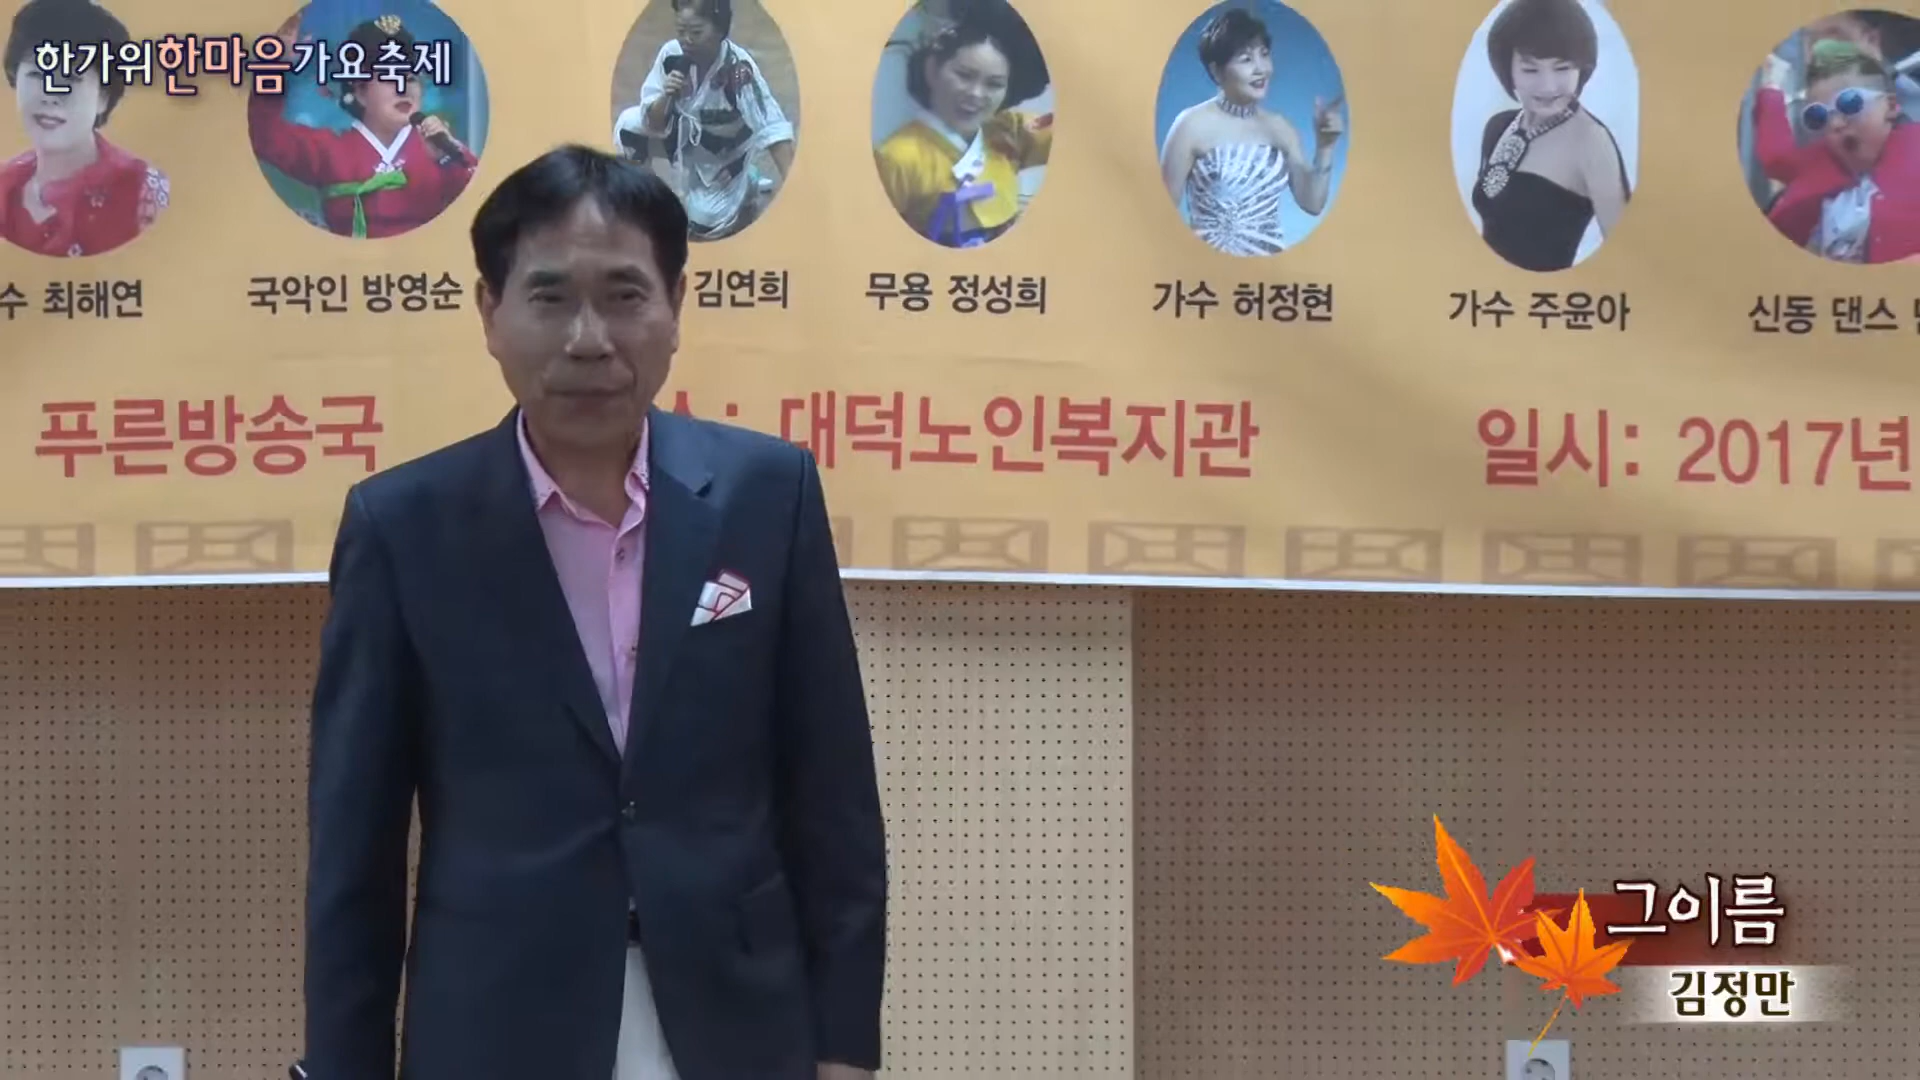 한가위한마음가요축제
수 최해연
국악인 방영순
김연희
무용 정성희
가수 허정현
가수 주윤아
신동 댄스
푸른방송국
: 대덕노인복지관
일시: 2017년
그이름
김정만